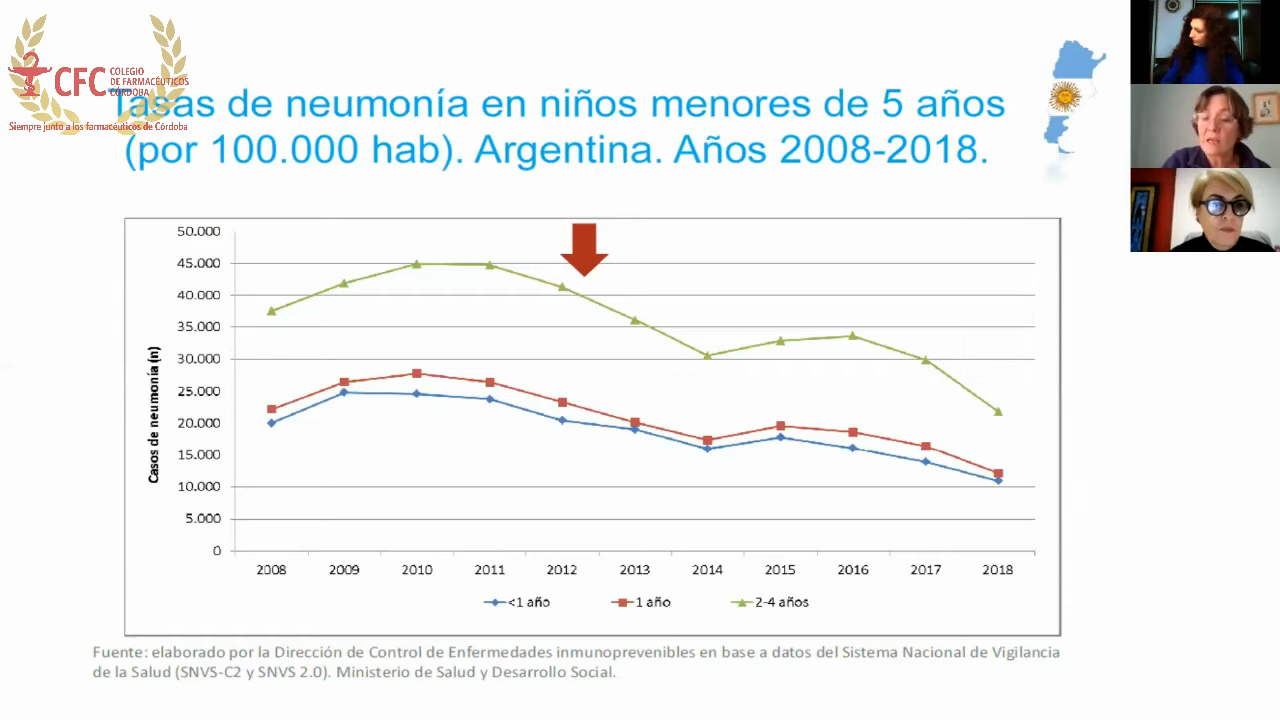 CFC COLEGIO
DE FARMACÉUTICOS
CÓRDOBA
Siempre junto a los farmacéuticos de Córdoba
Tasas de neumonía en niños menores de 5 años
(por 100.000 hab). Argentina. Años 2008-2018.
50.000
45.000
40.000
35.000
30.000
25.000
20.000
15.000
10.000
5.000
0
Casos de neumonía (n)
2008 2009 2010 2011 2012 2013 2014 2015 2016 2017 2018
<1 año 1 año 2-4 años
Fuente: elaborado por la Dirección de Control de Enfermedades inmunoprevenibles en base a datos del Sistema Nacional de Vigilancia
de la Salud (SNVS-C2 y SNVS 2.0). Ministerio de Salud y Desarrollo Social.